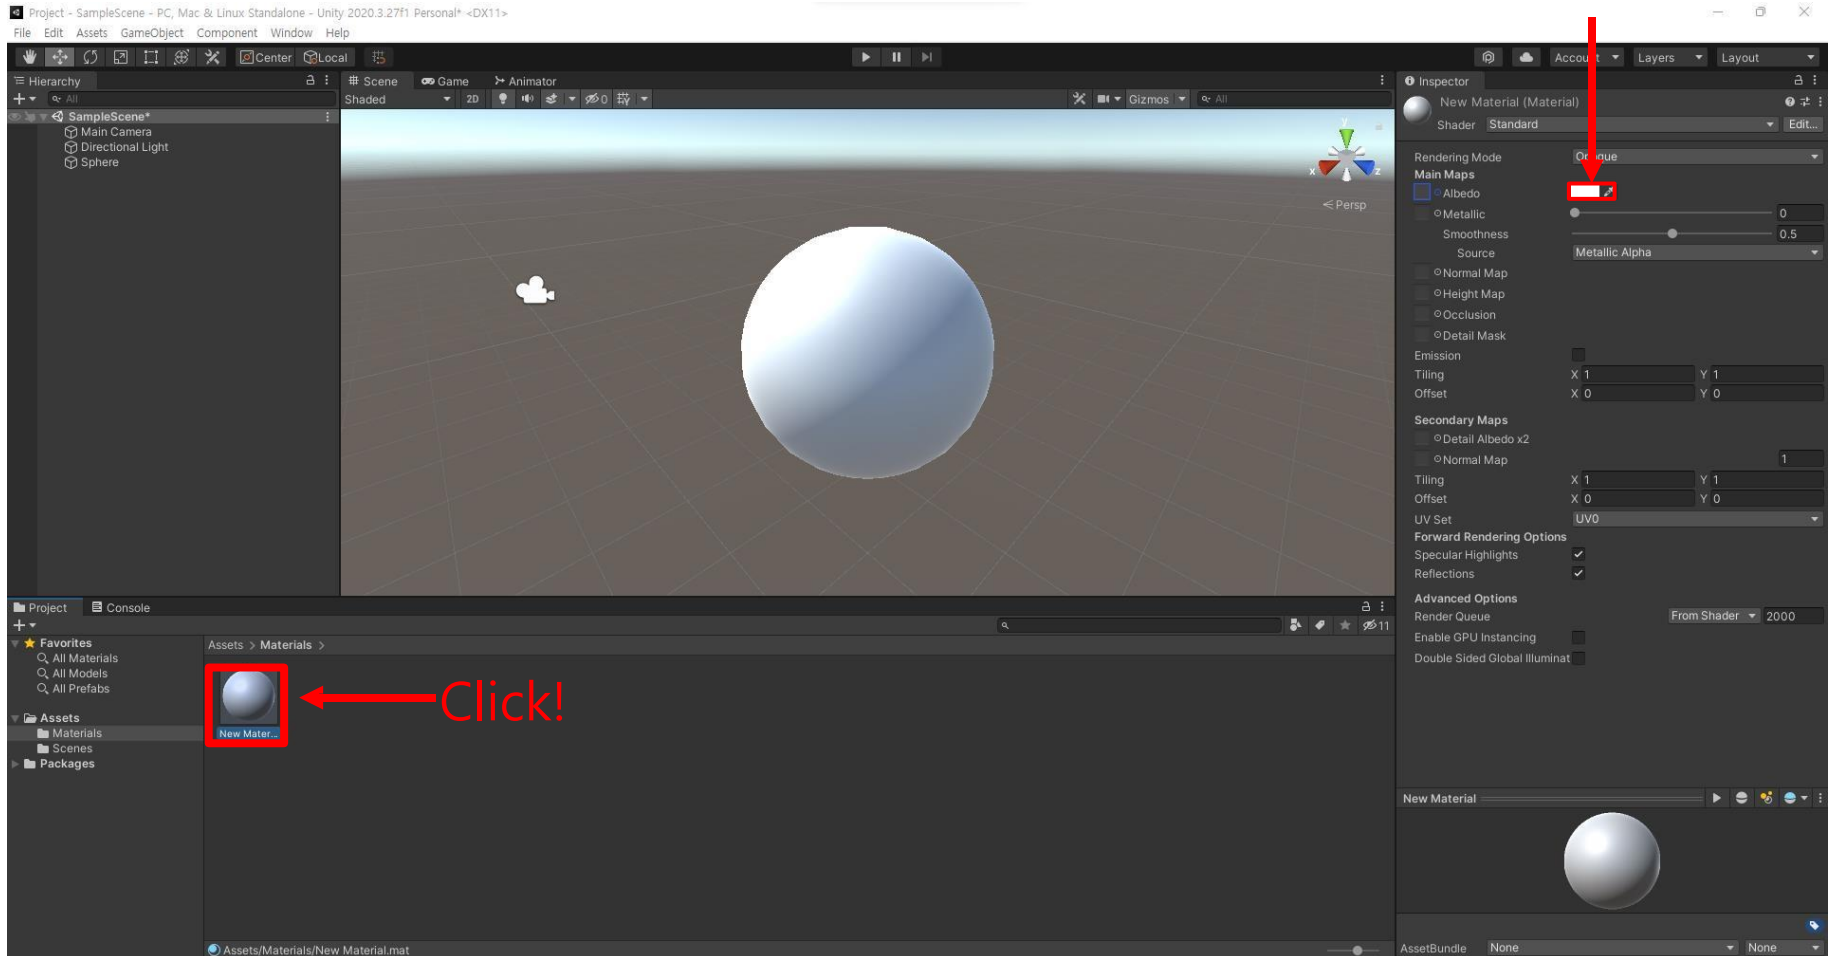 Project - SampleScene - PC, Mac & Linux Standalone - Unity 2020.3.27f1 Personal* <DX11>
File Edit Assets GameObject Component Window Help
Center Local Account Layers Layout
Hierarchy
All
SampleScene*
Main Camera
Directional Light
Sphere
Scene Game Animator
Shaded 2D 0 Gizmos All
y
x z
Persp
Inspector
New Material (Material)
Shader Standard Edit...
Rendering Mode Opaque
Main Maps
Albedo
Metallic 0
Smoothness 0.5
Source Metallic Alpha
Normal Map
Height Map
Occlusion
Detail Mask
Emission
Tiling X 1 Y 1
Offset X 0 Y 0
Secondary Maps
Detail Albedo x2
Normal Map 1
Tiling X 1 Y 1
Offset X 0 Y 0
UV Set UV0
Forward Rendering Options
Specular Highlights
Reflections
Advanced Options
Render Queue From Shader 2000
Enable GPU Instancing
Double Sided Global Illuminat
Project Console
11
Favorites
All Materials
All Models
All Prefabs
Assets
Materials
Scenes
Packages
Assets > Materials >
New Mater...
Click!
Assets/Materials/New Material.mat
New Material
AssetBundle None None